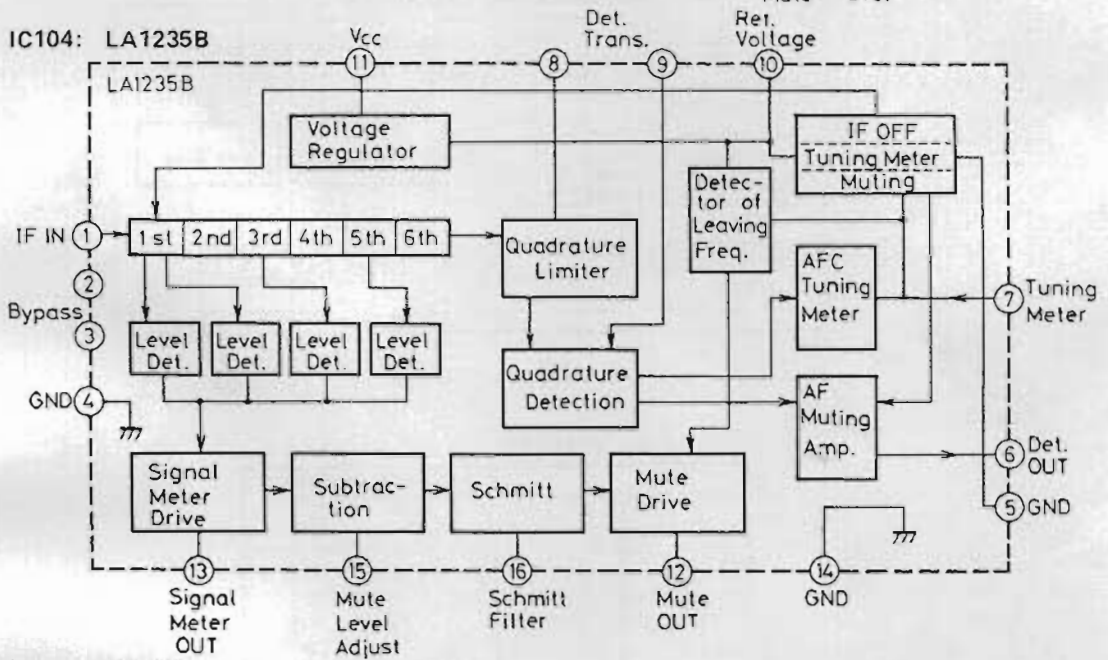 IC104: LA1235B
LA1235B
Vcc
11
8
Det.
Trans.
9
Ref.
Voltage
10
Voltage
Regulator
IF OFF
Tuning Meter
Muting
Detec-
tor of
Leaving
Freq.
IF IN
1
1st
2nd
3rd
4th
5th
6th
Quadrature
Limiter
2
Bypass
3
AFC
Tuning
Meter
7
Tuning
Meter
Level
Det.
Level
Det.
Level
Det.
Level
Det.
Quadrature
Detection
GND
4
AF
Muting
Amp.
6
Det.
OUT
Signal
Meter
Drive
Subtrac-
tion
Schmitt
Mute
Drive
5
GND
13
Signal
Meter
OUT
15
Mute
Level
Adjust
16
Schmitt
Filter
12
Mute
OUT
14
GND